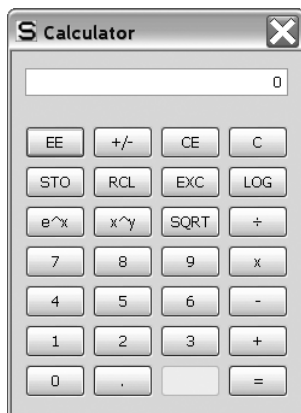 S Calculator
0
EE +/- CE C
STO RCL EXC LOG
e^x x^y SQRT ÷
7 8 9 x
4 5 6 -
1 2 3 +
0 . =